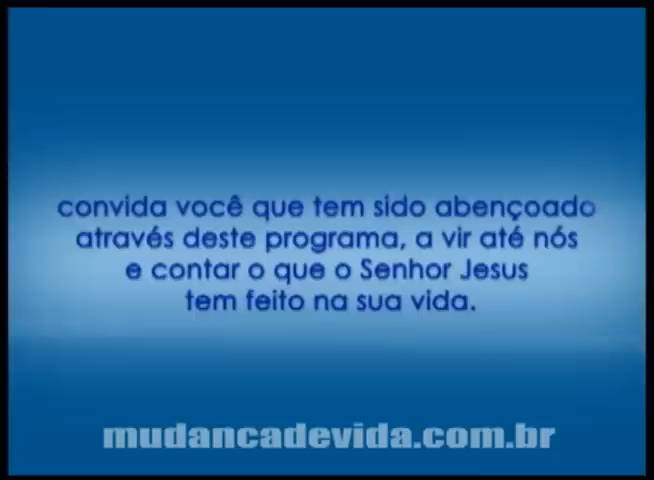 convida você que tem sido abençoado
através deste programa, a vir até nós
e contar o que o Senhor Jesus
tem feito na sua vida.
mudancadevida.com.br